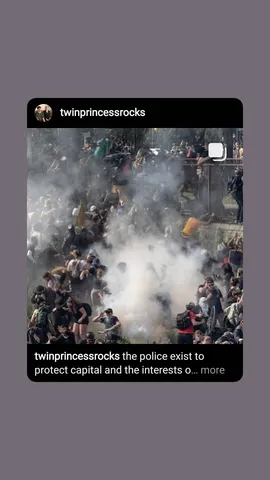 twinprincessrocks
twinprincessrocks the police exist to
protect capital and the interests o... more